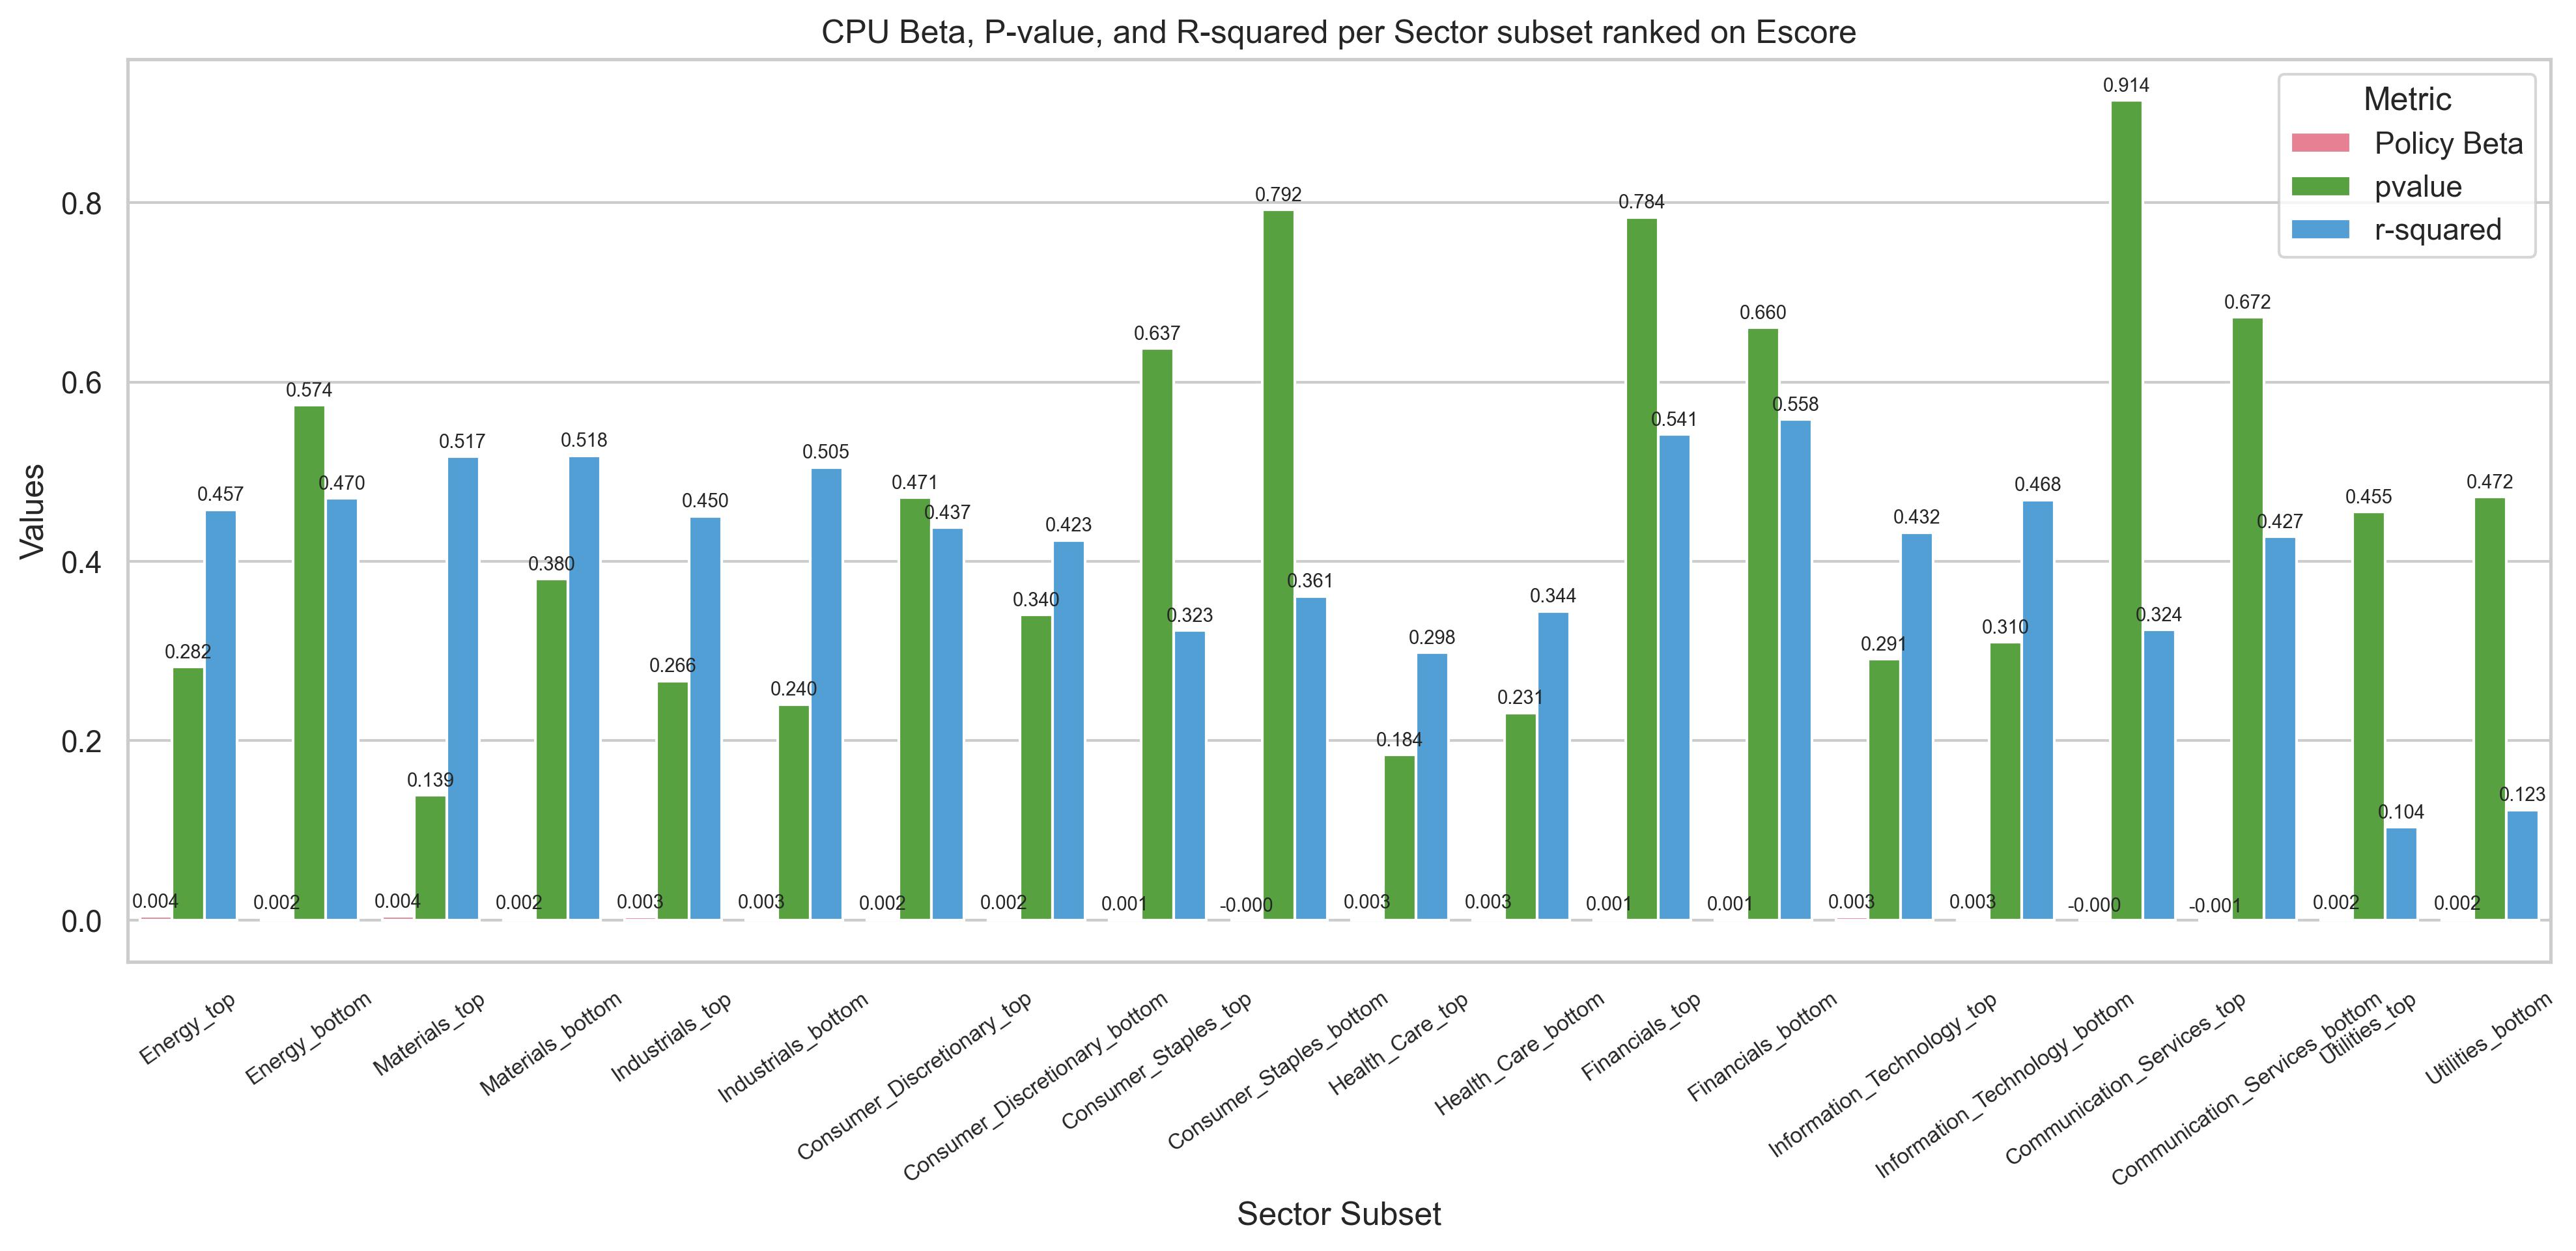 CPU Beta, P-value, and R-squared per Sector subset ranked on Escore
Metric
Policy Beta
pvalue
r-squared
Values
0.8
0.6
0.4
0.2
0.0
0.004
0.282
0.457
0.002
0.574
0.470
0.004
0.139
0.517
0.002
0.380
0.518
0.003
0.266
0.450
0.003
0.240
0.505
0.002
0.471
0.437
0.002
0.340
0.423
0.001
0.637
0.323
-0.000
0.792
0.361
0.003
0.184
0.298
0.003
0.231
0.344
0.001
0.784
0.541
0.001
0.660
0.558
0.003
0.291
0.432
0.003
0.310
0.468
-0.000
0.914
0.324
-0.001
0.672
0.427
0.002
0.455
0.104
0.002
0.472
0.123
Energy_top
Energy_bottom
Materials_top
Materials_bottom
Industrials_top
Industrials_bottom
Consumer_Discretionary_top
Consumer_Discretionary_bottom
Consumer_Staples_top
Consumer_Staples_bottom
Health_Care_top
Health_Care_bottom
Financials_top
Financials_bottom
Information_Technology_top
Information_Technology_bottom
Communication_Services_top
Communication_Services_bottom
Utilities_top
Utilities_bottom
Sector Subset